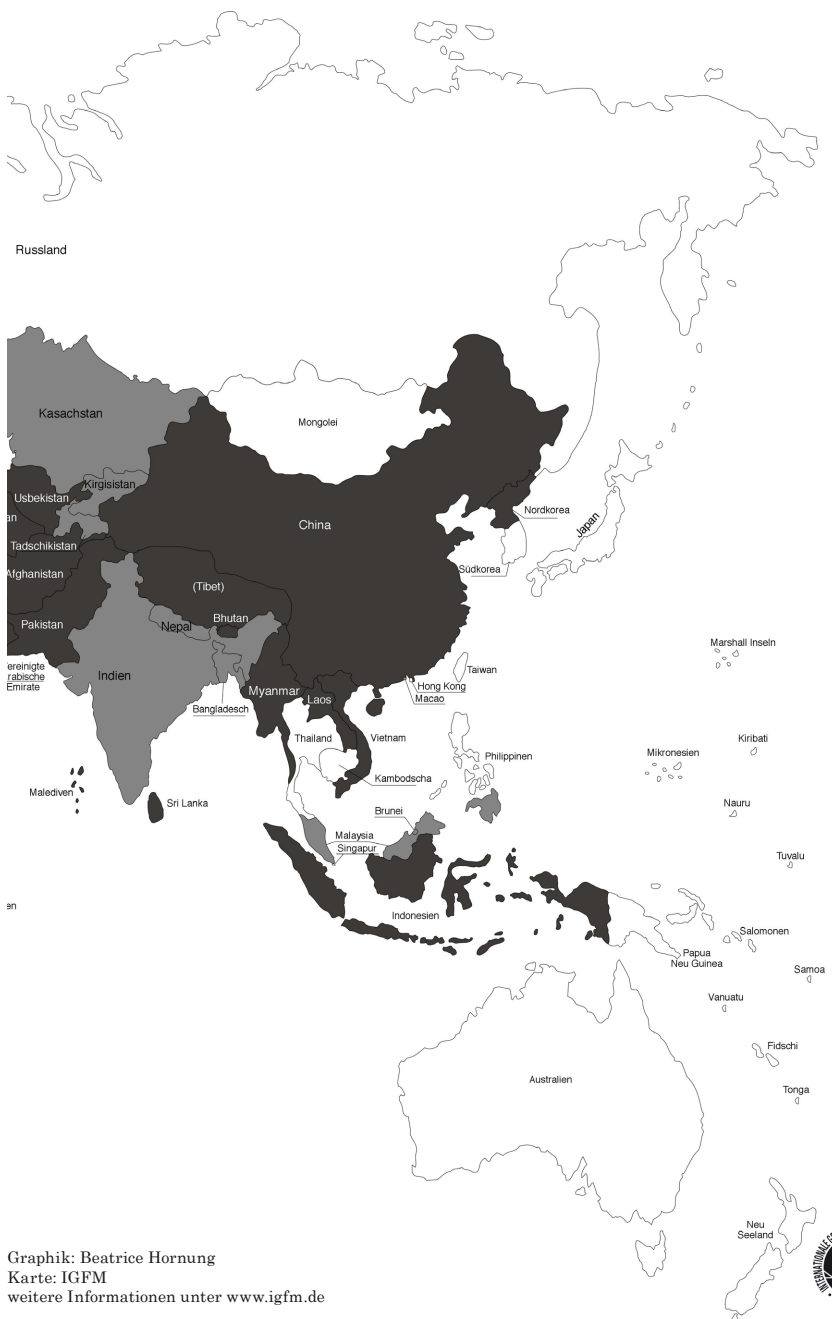 Russland
Kasachstan
Mongolei
Kirgisistan
Usbekistan
Nordkorea
an
China
Japan
Tadschikistan
Südkorea
Afghanistan
(Tibet)
Bhutan
Pakistan
Nepal
Marshall Inseln
ereinigte
rabische
Emirate
Indien
Taiwan
Hong Kong
Myanmar
Laos
Macao
Bangladesch
Thailand
Vietnam
Kiribati
Philippinen
Mikronesien
Kambodscha
Malediven
Sri Lanka
Nauru
Brunei
Malaysia
Singapur
Tuvalu
en
Indonesien
Salomonen
Papua
Neu Guinea
Samoa
Vanuatu
Fidschi
Australien
Tonga
Neu
Seeland
Graphik: Beatrice Hornung
Karte: IGFM
weitere Informationen unter www.igfm.de
INTERNATIONALE